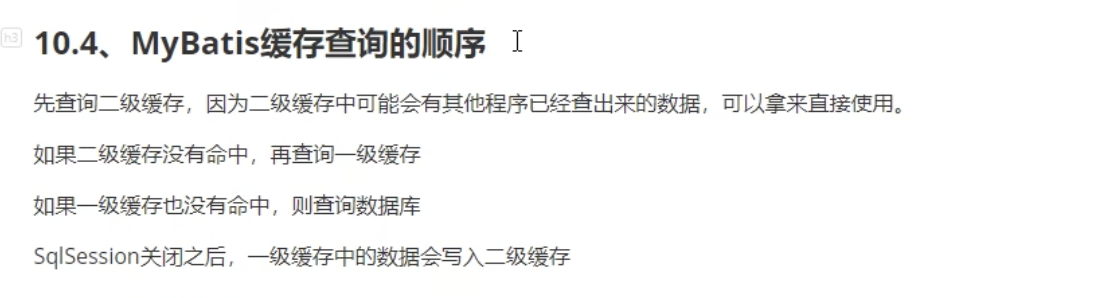 h3
10.4、MyBatis缓存查询的顺序
先查询二级缓存，因为二级缓存中可能会有其他程序已经查出来的数据，可以拿来直接使用。
如果二级缓存没有命中，再查询一级缓存
如果一级缓存也没有命中，则查询数据库
SqlSession关闭之后，一级缓存中的数据会写入二级缓存